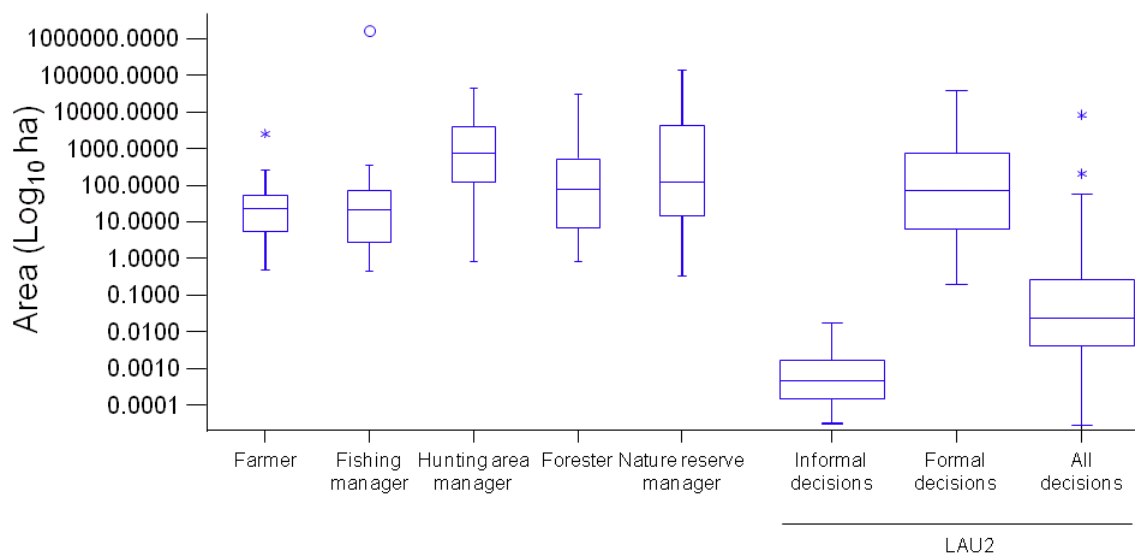 Area (Log10 ha)
1000000.0000
100000.0000
10000.0000
1000.0000
100.0000
10.0000
1.0000
0.1000
0.0100
0.0010
0.0001
Farmer
Fishing
manager
Hunting area
manager
Forester
Nature reserve
manager
Informal
decisions
Formal
decisions
All
decisions
LAU2